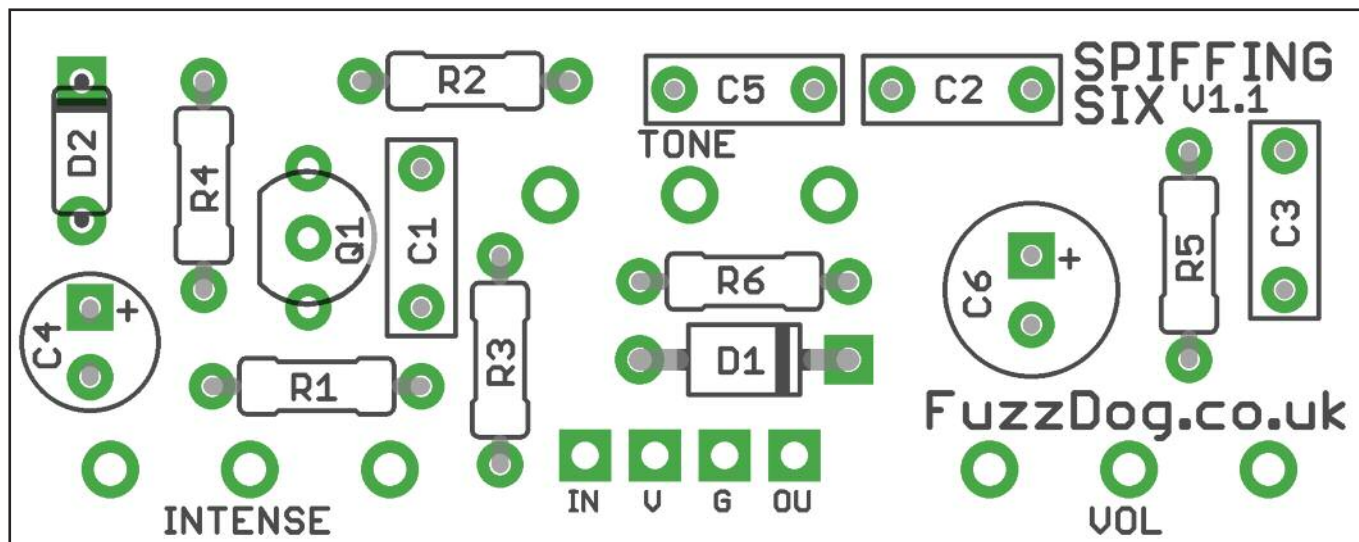 R2
C5
C2
SPIFFING
SIX V1.1
D2
R4
TONE
Q1
C1
C3
R5
R6
C6
+
C4
+
R3
D1
R1
FuzzDog.co.uk
IN V G OU
INTENSE
VOL